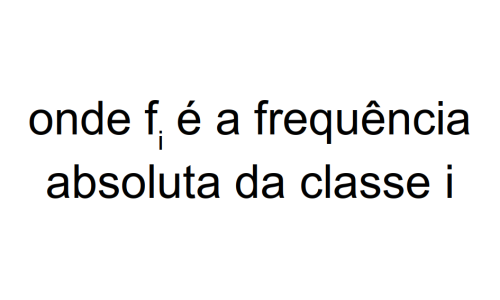 onde fᵢ é a frequência
absoluta da classe i